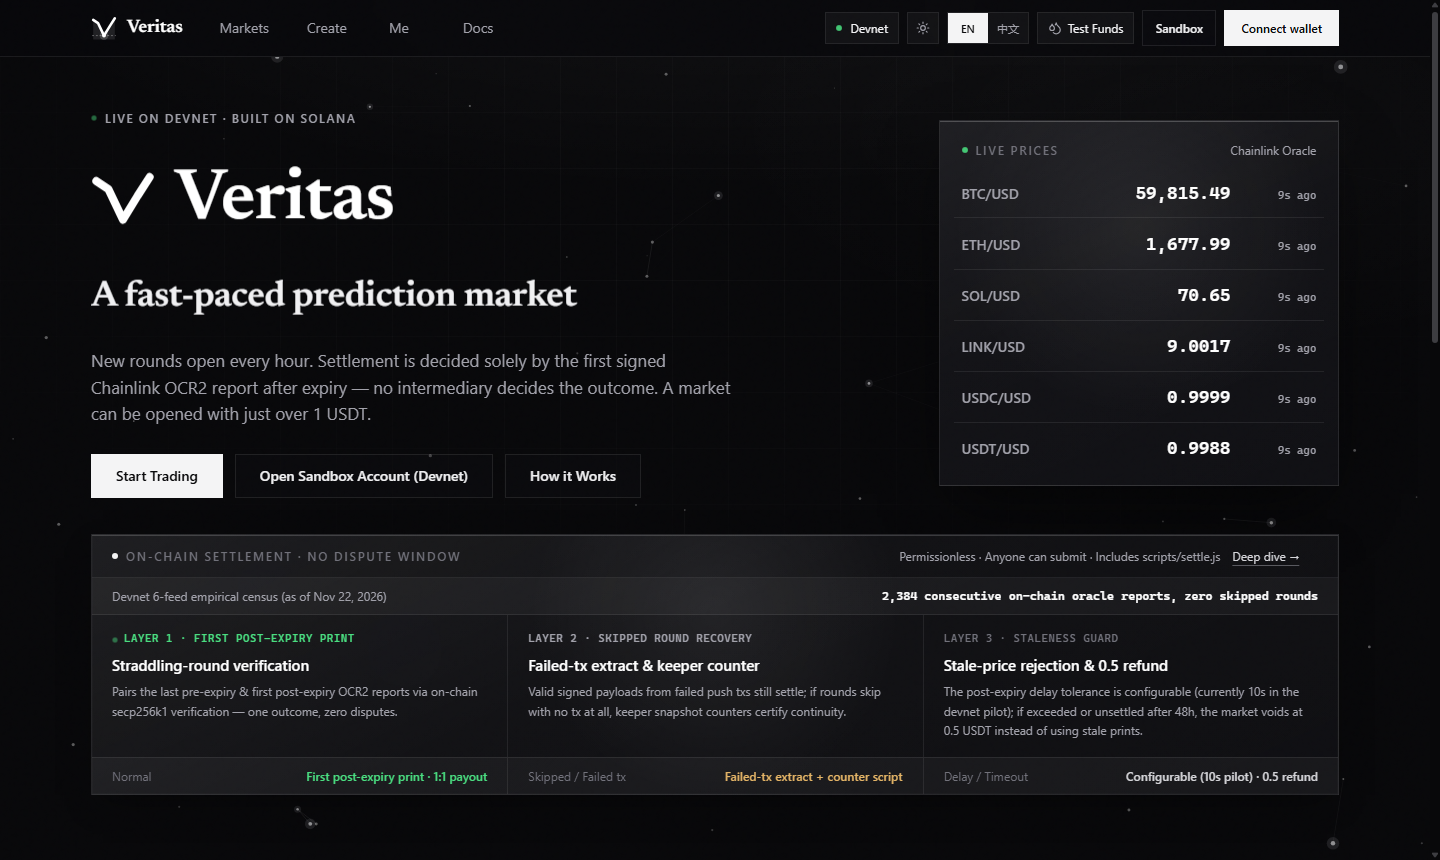 Veritas
Markets
Create
Me
Docs
Devnet
EN
中文
Test Funds
Sandbox
Connect wallet
LIVE ON DEVNET · BUILT ON SOLANA
Veritas
A fast-paced prediction market
New rounds open every hour. Settlement is decided solely by the first signed
Chainlink OCR2 report after expiry — no intermediary decides the outcome. A market
can be opened with just over 1 USDT.
Start Trading
Open Sandbox Account (Devnet)
How it Works
LIVE PRICES
Chainlink Oracle
BTC/USD 59,815.49 9s ago
ETH/USD 1,677.99 9s ago
SOL/USD 70.65 9s ago
LINK/USD 9.0017 9s ago
USDC/USD 0.9999 9s ago
USDT/USD 0.9988 9s ago
ON-CHAIN SETTLEMENT · NO DISPUTE WINDOW
Permissionless · Anyone can submit · Includes scripts/settle.js
Deep dive →
Devnet 6-feed empirical census (as of Nov 22, 2026)
2,384 consecutive on-chain oracle reports, zero skipped rounds
LAYER 1 · FIRST POST-EXPIRY PRINT
Straddling-round verification
Pairs the last pre-expiry & first post-expiry OCR2 reports via on-chain
secp256k1 verification — one outcome, zero disputes.
Normal
First post-expiry print · 1:1 payout
LAYER 2 · SKIPPED ROUND RECOVERY
Failed-tx extract & keeper counter
Valid signed payloads from failed push txs still settle; if rounds skip
with no tx at all, keeper snapshot counters certify continuity.
Skipped / Failed tx
Failed-tx extract + counter script
LAYER 3 · STALENESS GUARD
Stale-price rejection & 0.5 refund
The post-expiry delay tolerance is configurable (currently 10s in the
devnet pilot); if exceeded or unsettled after 48h, the market voids at
0.5 USDT instead of using stale prints.
Delay / Timeout
Configurable (10s pilot) · 0.5 refund